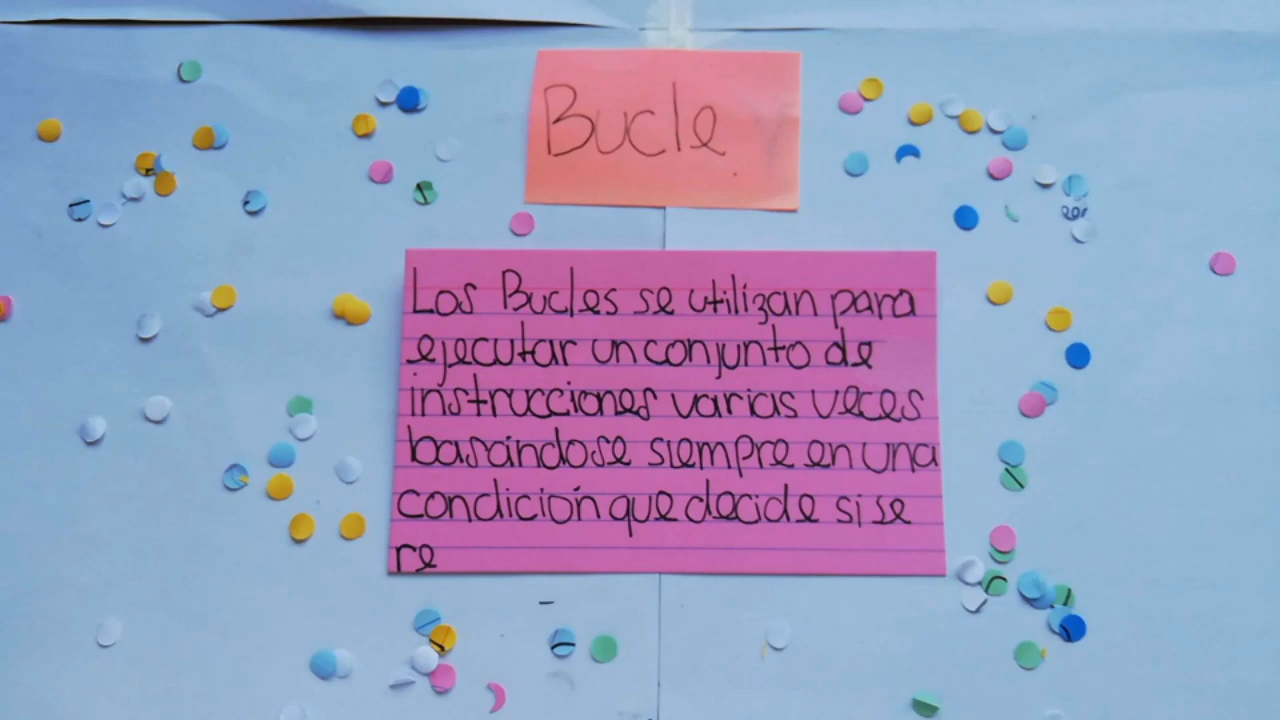 Bucle
Los Bucles se utilizan para
ejecutar un conjunto de
instrucciones varias veces
basándose siempre en una
condición que decide si se
re